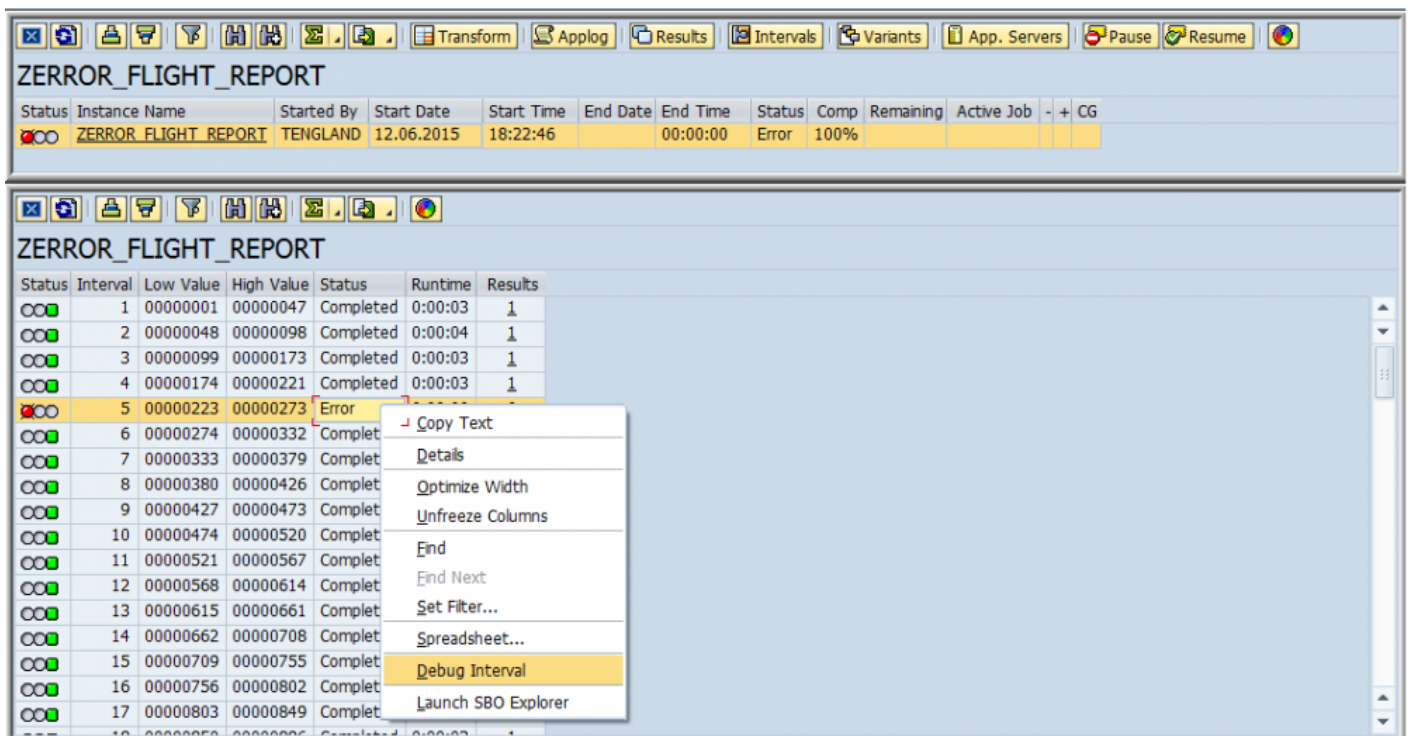 Transform Applog Results Intervals Variants App. Servers Pause Resume
ZERROR_FLIGHT_REPORT
Status Instance Name Started By Start Date Start Time End Date End Time Status Comp Remaining Active Job - + CG
ZERROR FLIGHT REPORT TENGLAND 12.06.2015 18:22:46 00:00:00 Error 100%
ZERROR_FLIGHT_REPORT
Status Interval Low Value High Value Status Runtime Results
1 00000001 00000047 Completed 0:00:03 1
2 00000048 00000098 Completed 0:00:04 1
3 00000099 00000173 Completed 0:00:03 1
4 00000174 00000221 Completed 0:00:03 1
5 00000223 00000273 Error
6 00000274 00000332 Complet
7 00000333 00000379 Complet
8 00000380 00000426 Complet
9 00000427 00000473 Complet
10 00000474 00000520 Complet
11 00000521 00000567 Complet
12 00000568 00000614 Complet
13 00000615 00000661 Complet
14 00000662 00000708 Complet
15 00000709 00000755 Complet
16 00000756 00000802 Complet
17 00000803 00000849 Complet
Copy Text
Details
Optimize Width
Unfreeze Columns
Find
Find Next
Set Filter...
Spreadsheet...
Debug Interval
Launch SBO Explorer